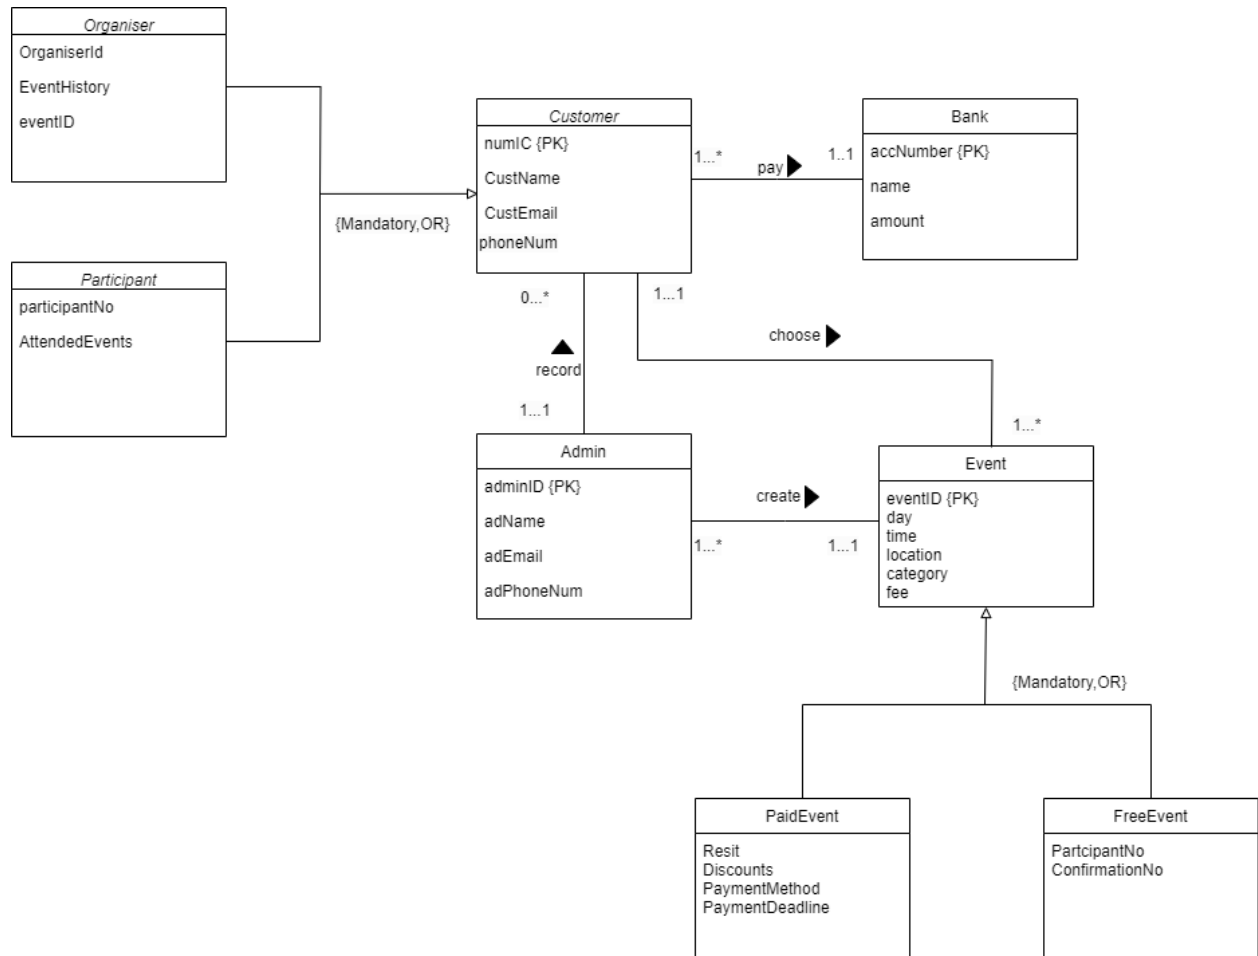 Organiser
OrganiserId
EventHistory
eventID
Participant
participantNo
AttendedEvents
{Mandatory,OR}
Customer
numIC {PK}
CustName
CustEmail
phoneNum
1...*
pay
1..1
Bank
accNumber {PK}
name
amount
0...*
record
1...1
1...1
choose
1...*
Admin
adminID {PK}
adName
adEmail
adPhoneNum
create
1...*
1...1
Event
eventID {PK}
day
time
location
category
fee
{Mandatory,OR}
PaidEvent
Resit
Discounts
PaymentMethod
PaymentDeadline
FreeEvent
PartcipantNo
ConfirmationNo